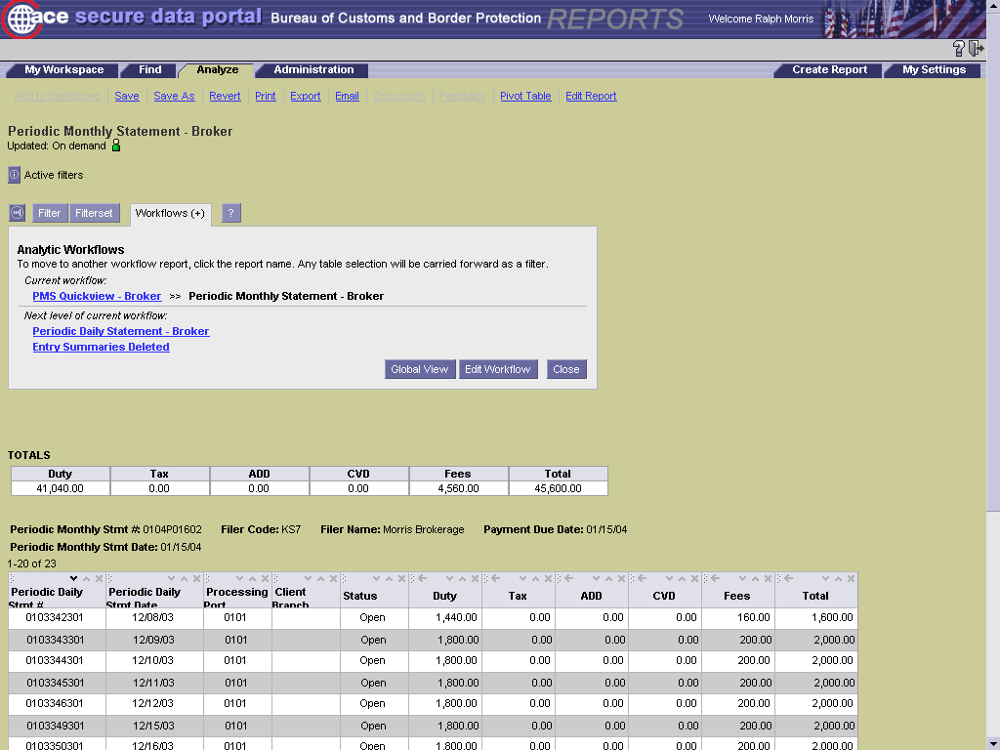 ace secure data portal Bureau of Customs and Border Protection REPORTS Welcome Ralph Morris
?
My Workspace Find Analyze Administration Create Report My Settings
Add to Dashboard Save Save As Revert Print Export Email Discussion Feedback Pivot Table Edit Report
Periodic Monthly Statement - Broker
Updated: On demand
Active filters
Filter Filterset Workflows (+) ?
Analytic Workflows
To move to another workflow report, click the report name. Any table selection will be carried forward as a filter.
Current workflow:
PMS Quickview - Broker >> Periodic Monthly Statement - Broker
Next level of current workflow:
Periodic Daily Statement - Broker
Entry Summaries Deleted
Global View Edit Workflow Close
TOTALS
Duty Tax ADD CVD Fees Total
41,040.00 0.00 0.00 0.00 4,560.00 45,600.00
Periodic Monthly Stmt #: 0104P01602 Filer Code: KS7 Filer Name: Morris Brokerage Payment Due Date: 01/15/04
Periodic Monthly Stmt Date: 01/15/04
1-20 of 23
Periodic Daily Stmt # Periodic Daily Stmt Date Processing Port Client Branch Status Duty Tax ADD CVD Fees Total
0103342301 12/08/03 0101 Open 1,440.00 0.00 0.00 0.00 160.00 1,600.00
0103343301 12/09/03 0101 Open 1,800.00 0.00 0.00 0.00 200.00 2,000.00
0103344301 12/10/03 0101 Open 1,800.00 0.00 0.00 0.00 200.00 2,000.00
0103345301 12/11/03 0101 Open 1,800.00 0.00 0.00 0.00 200.00 2,000.00
0103346301 12/12/03 0101 Open 1,800.00 0.00 0.00 0.00 200.00 2,000.00
0103349301 12/15/03 0101 Open 1,800.00 0.00 0.00 0.00 200.00 2,000.00
0103350301 12/16/03 0101 Open 1,800.00 0.00 0.00 0.00 200.00 2,000.00